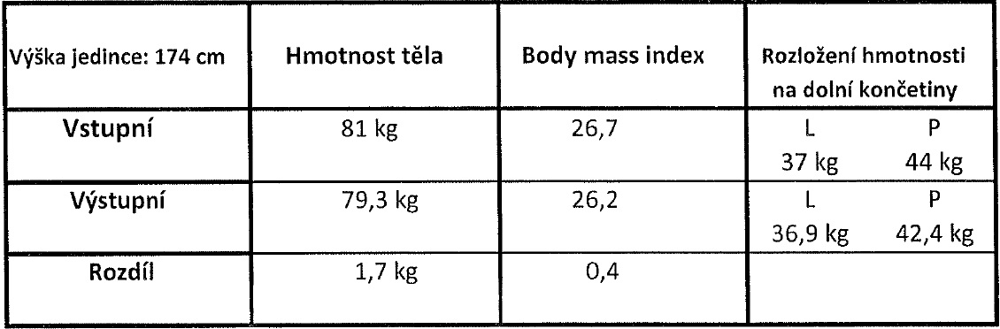 Výška jedince: 174 cm Hmotnost těla Body mass index Rozložení hmotnosti
na dolní končetiny
Vstupní 81 kg 26,7 L P
37 kg 44 kg
Výstupní 79,3 kg 26,2 L P
36,9 kg 42,4 kg
Rozdíl 1,7 kg 0,4